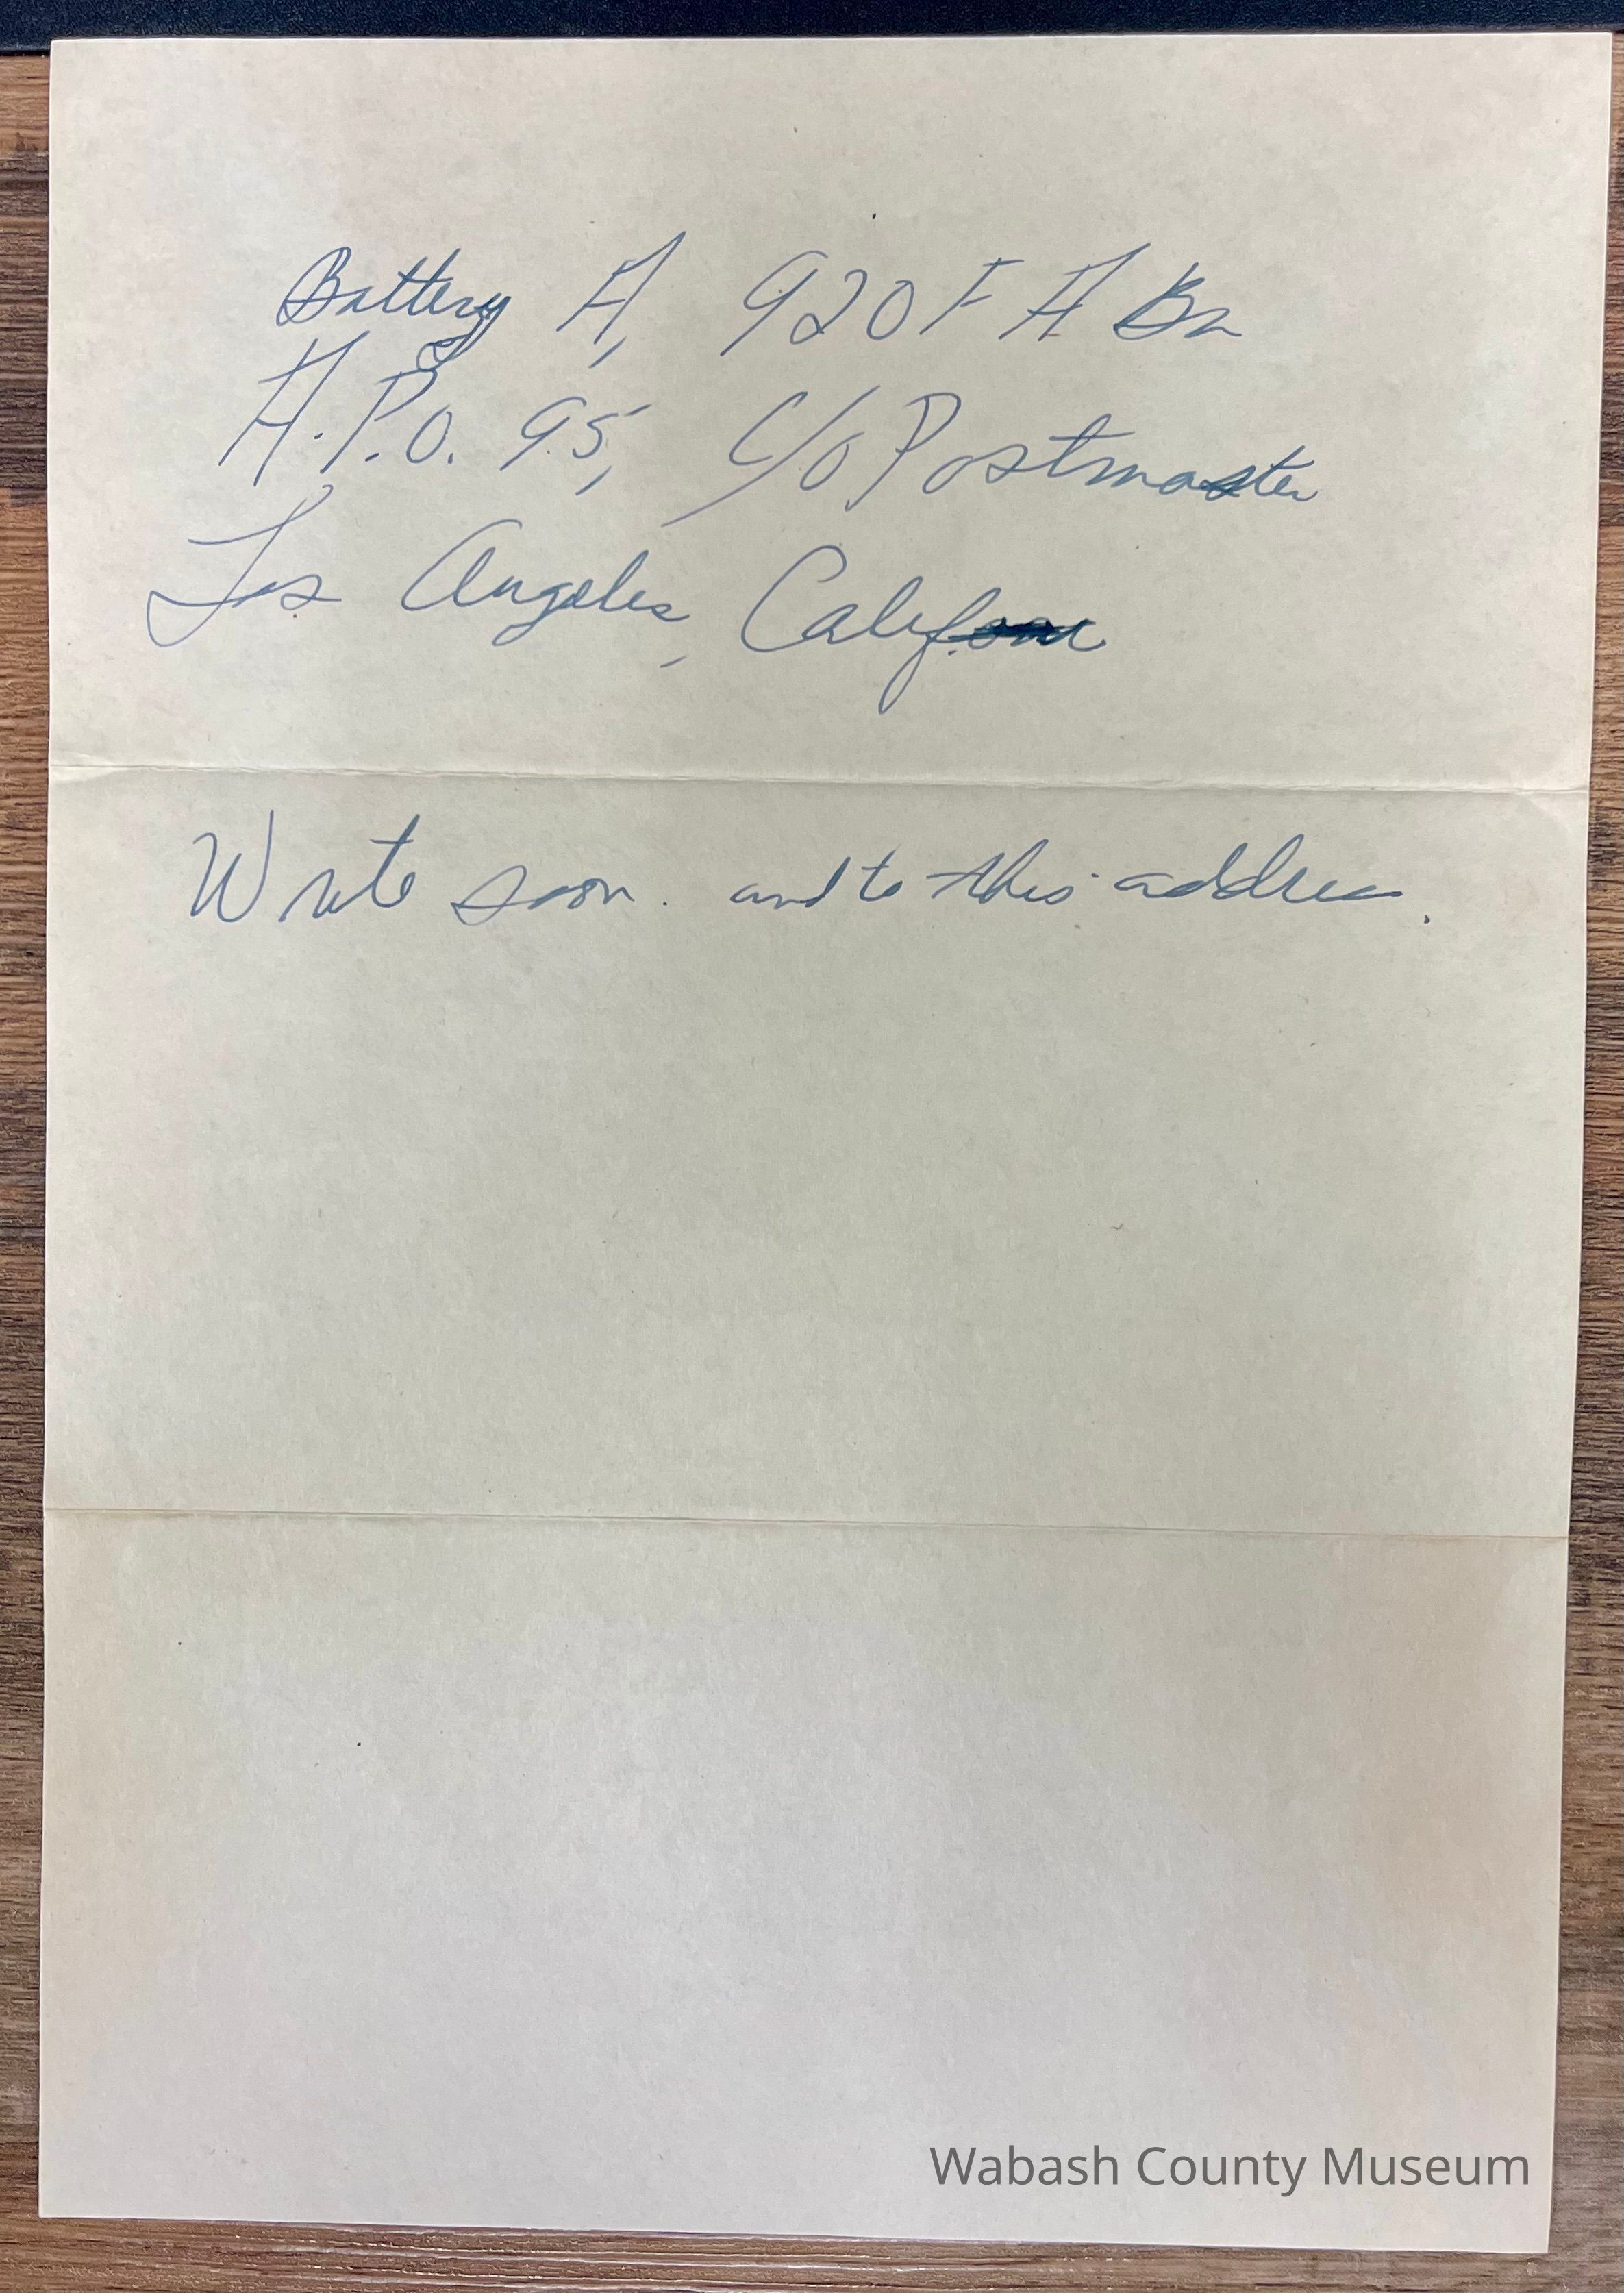 Battery A, 920 F A Bn
A.P.O. 95, c/o Postmaster
Los Angeles, Calif.
Write soon. and to this address.
Wabash County Museum